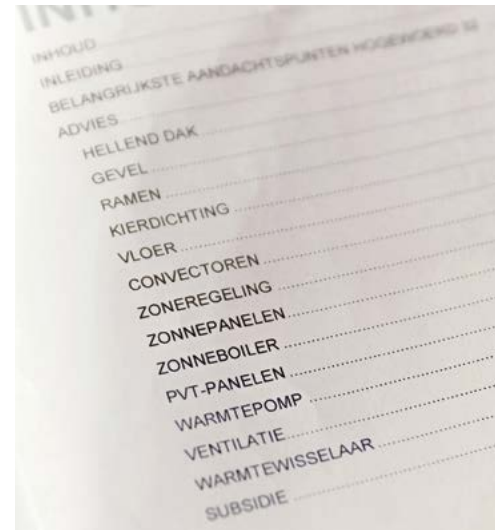 INHOUD
INLEIDING
BELANGRIJKSTE AANDACHTSPUNTEN HOGEWOERD
ADVIES
HELLEND DAK
GEVEL
RAMEN
KIERDICHTING
VLOER
CONVECTOREN
ZONEREGELING
ZONNEPANELEN
ZONNEBOILER
PVT-PANELEN
WARMTEPOMP
VENTILATIE
WARMTEWISSELAAR
SUBSIDIE